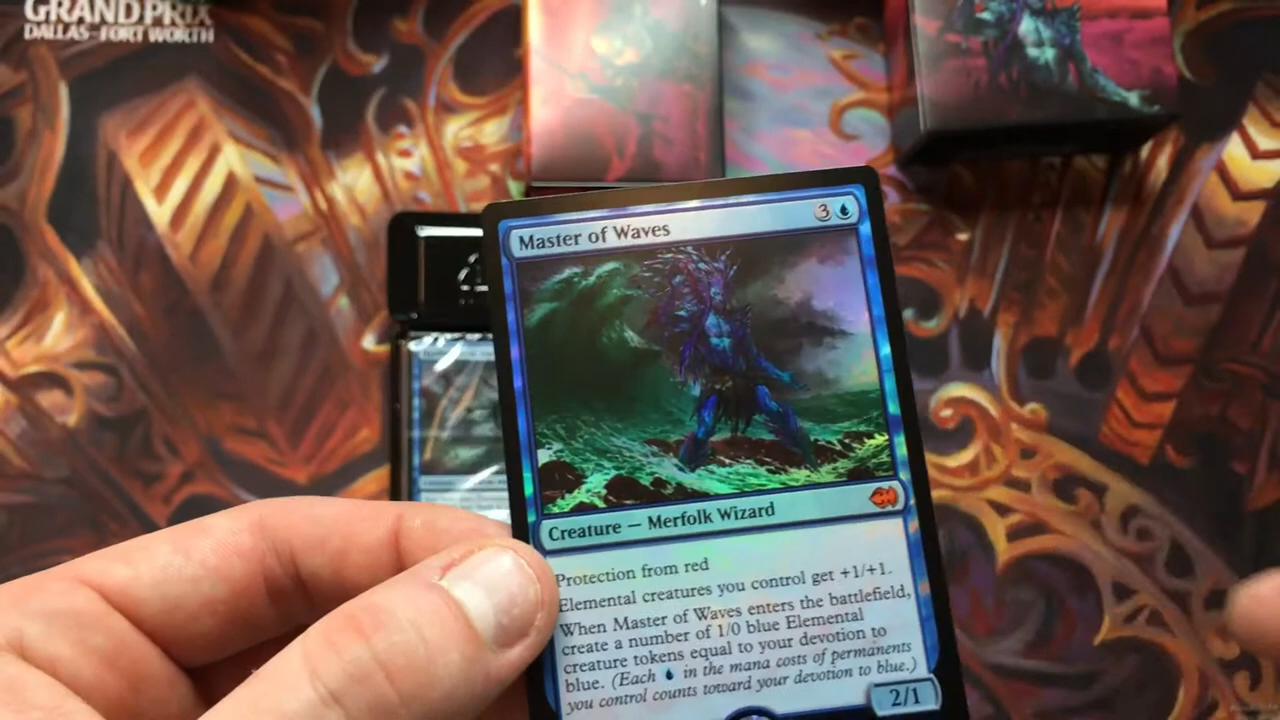 GRAND PRIX
DALLAS-FORT WORTH
Master of Waves
3
Creature — Merfolk Wizard
Protection from red
Elemental creatures you control get +1/+1.
When Master of Waves enters the battlefield,
create a number of 1/0 blue Elemental
creature tokens equal to your devotion to
blue. (Each in the mana costs of permanents
you control counts toward your devotion to blue.)
2/1